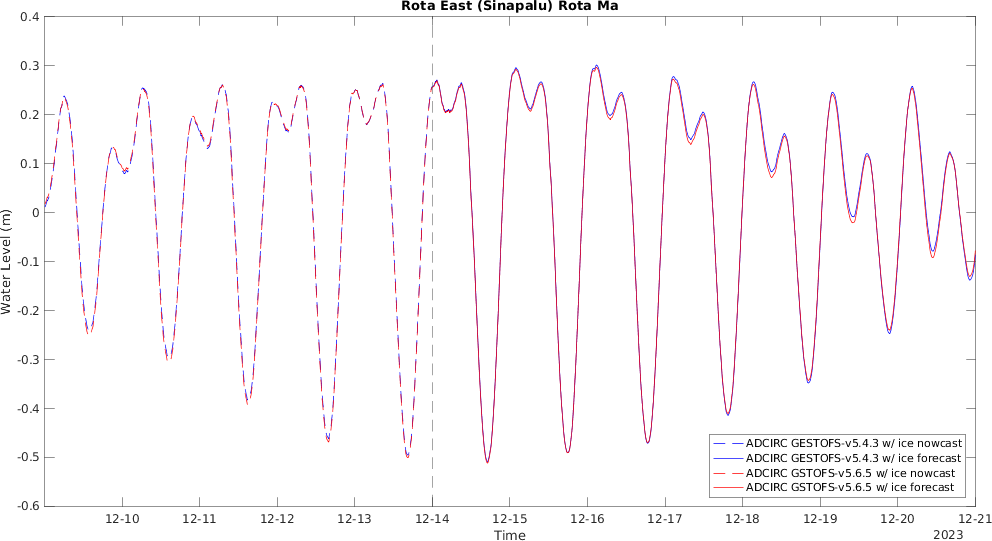 Rota East (Sinapalu) Rota Ma
0.4
0.3
0.2
0.1
0
-0.1
-0.2
-0.3
-0.4
-0.5
-0.6
Water Level (m)
ADCIRC GESTOFS-v5.4.3 w/ ice nowcast
ADCIRC GESTOFS-v5.4.3 w/ ice forecast
ADCIRC GSTOFS-v5.6.5 w/ ice nowcast
ADCIRC GSTOFS-v5.6.5 w/ ice forecast
12-10 12-11 12-12 12-13 12-14 12-15 12-16 12-17 12-18 12-19 12-20 12-21
Time
2023